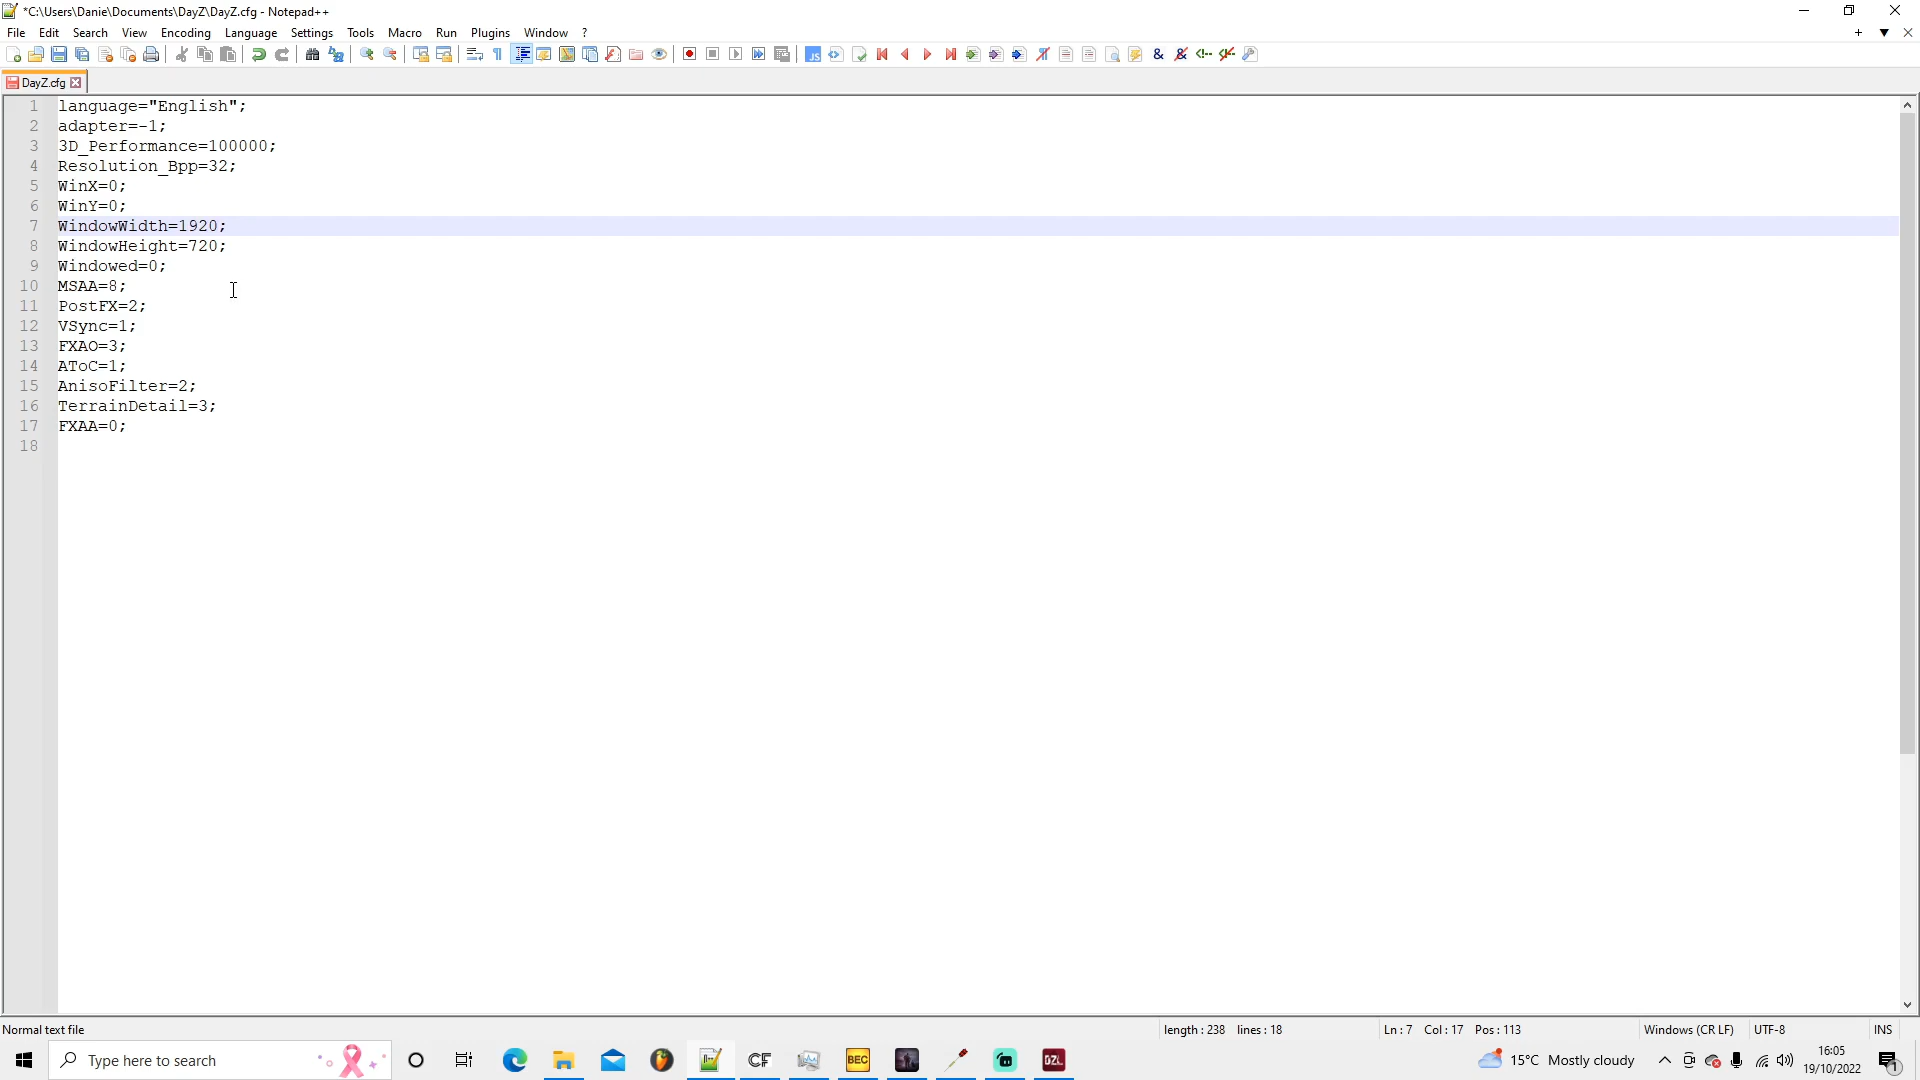 *C:\Users\Danie\Documents\DayZ\DayZ.cfg - Notepad++
File Edit Search View Encoding Language Settings Tools Macro Run Plugins Window ?
DayZ.cfg
1 language="English";
2 adapter=-1;
3 3D_Performance=100000;
4 Resolution_Bpp=32;
5 WinX=0;
6 WinY=0;
7 WindowWidth=1920;
8 WindowHeight=720;
9 Windowed=0;
10 MSAA=8;
11 PostFX=2;
12 VSync=1;
13 FXAO=3;
14 AToC=1;
15 AnisoFilter=2;
16 TerrainDetail=3;
17 FXAA=0;
18
Normal text file length : 238 lines : 18 Ln : 7 Col : 17 Pos : 113 Windows (CR LF) UTF-8 INS
Type here to search CF BEC DZL 15°C Mostly cloudy 16:05
19/10/2022 1